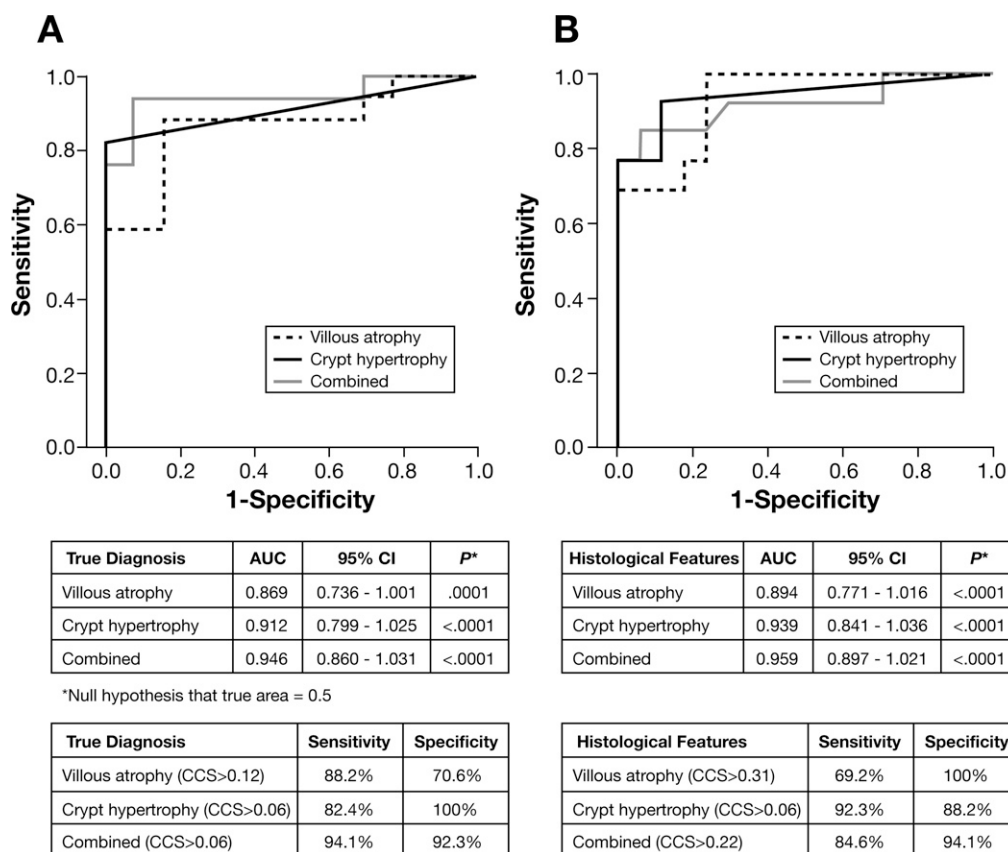 A
Sensitivity
1.0
0.8
0.6
0.4
0.2
0.0
Villous atrophy
Crypt hypertrophy
Combined
0.0 0.2 0.4 0.6 0.8 1.0
1-Specificity
B
Sensitivity
1.0
0.8
0.6
0.4
0.2
0.0
Villous atrophy
Crypt hypertrophy
Combined
0.0 0.2 0.4 0.6 0.8 1.0
1-Specificity
True Diagnosis AUC 95% CI P*
Villous atrophy 0.869 0.736 - 1.001 .0001
Crypt hypertrophy 0.912 0.799 - 1.025 <.0001
Combined 0.946 0.860 - 1.031 <.0001
*Null hypothesis that true area = 0.5
Histological Features AUC 95% CI P*
Villous atrophy 0.894 0.771 - 1.016 <.0001
Crypt hypertrophy 0.939 0.841 - 1.036 <.0001
Combined 0.959 0.897 - 1.021 <.0001
True Diagnosis Sensitivity Specificity
Villous atrophy (CCS>0.12) 88.2% 70.6%
Crypt hypertrophy (CCS>0.06) 82.4% 100%
Combined (CCS>0.06) 94.1% 92.3%
Histological Features Sensitivity Specificity
Villous atrophy (CCS>0.31) 69.2% 100%
Crypt hypertrophy (CCS>0.06) 92.3% 88.2%
Combined (CCS>0.22) 84.6% 94.1%